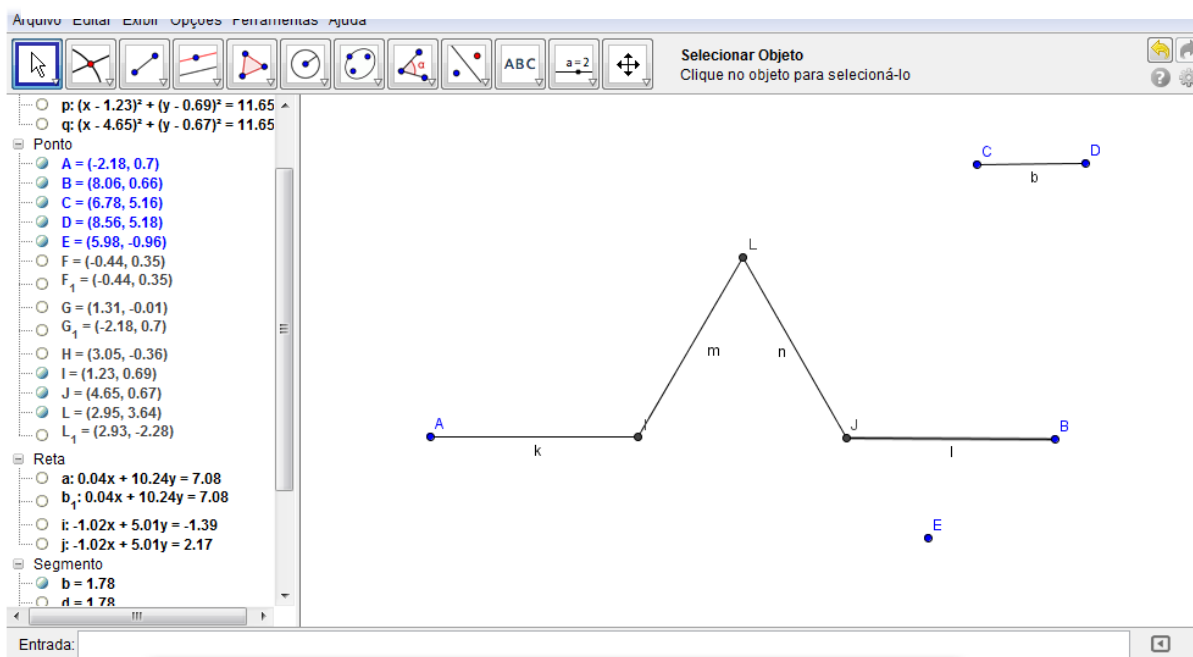 Arquivo Editar Exibir Opções Ferramentas Ajuda
ABC
a=2
Selecionar Objeto
Clique no objeto para selecioná-lo
p: (x - 1.23)² + (y - 0.69)² = 11.65
q: (x - 4.65)² + (y - 0.67)² = 11.65
Ponto
A = (-2.18, 0.7)
B = (8.06, 0.66)
C = (6.78, 5.16)
D = (8.56, 5.18)
E = (5.98, -0.96)
F = (-0.44, 0.35)
F₁ = (-0.44, 0.35)
G = (1.31, -0.01)
G₁ = (-2.18, 0.7)
H = (3.05, -0.36)
I = (1.23, 0.69)
J = (4.65, 0.67)
L = (2.95, 3.64)
L₁ = (2.93, -2.28)
Reta
a: 0.04x + 10.24y = 7.08
b₁: 0.04x + 10.24y = 7.08
i: -1.02x + 5.01y = -1.39
j: -1.02x + 5.01y = 2.17
Segmento
b = 1.78
d = 1.78
C
D
b
L
m
n
A
I
J
B
k
l
E
Entrada: